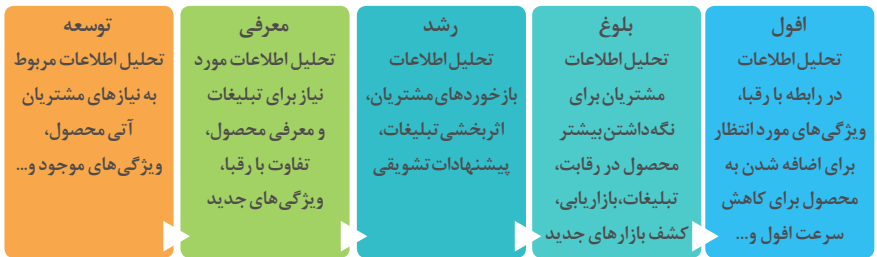 توسعه
تحلیل اطلاعات مربوط
به نیازهای مشتریان
آتی محصول،
ویژگی‌های موجود و...
معرفی
تحلیل اطلاعات مورد
نیاز برای تبلیغات
و معرفی محصول،
تفاوت با رقبا،
ویژگی‌های جدید
رشد
تحلیل اطلاعات
بازخوردهای مشتریان،
اثربخشی تبلیغات،
پیشنهادات تشویقی
بلوغ
تحلیل اطلاعات
مشتریان برای
نگه‌داشتن بیشتر
محصول در رقابت،
تبلیغات، بازاریابی،
کشف بازارهای جدید
افول
تحلیل اطلاعات
در رابطه با رقبا،
ویژگی‌های مورد انتظار
برای اضافه شدن به
محصول برای کاهش
سرعت افول و...